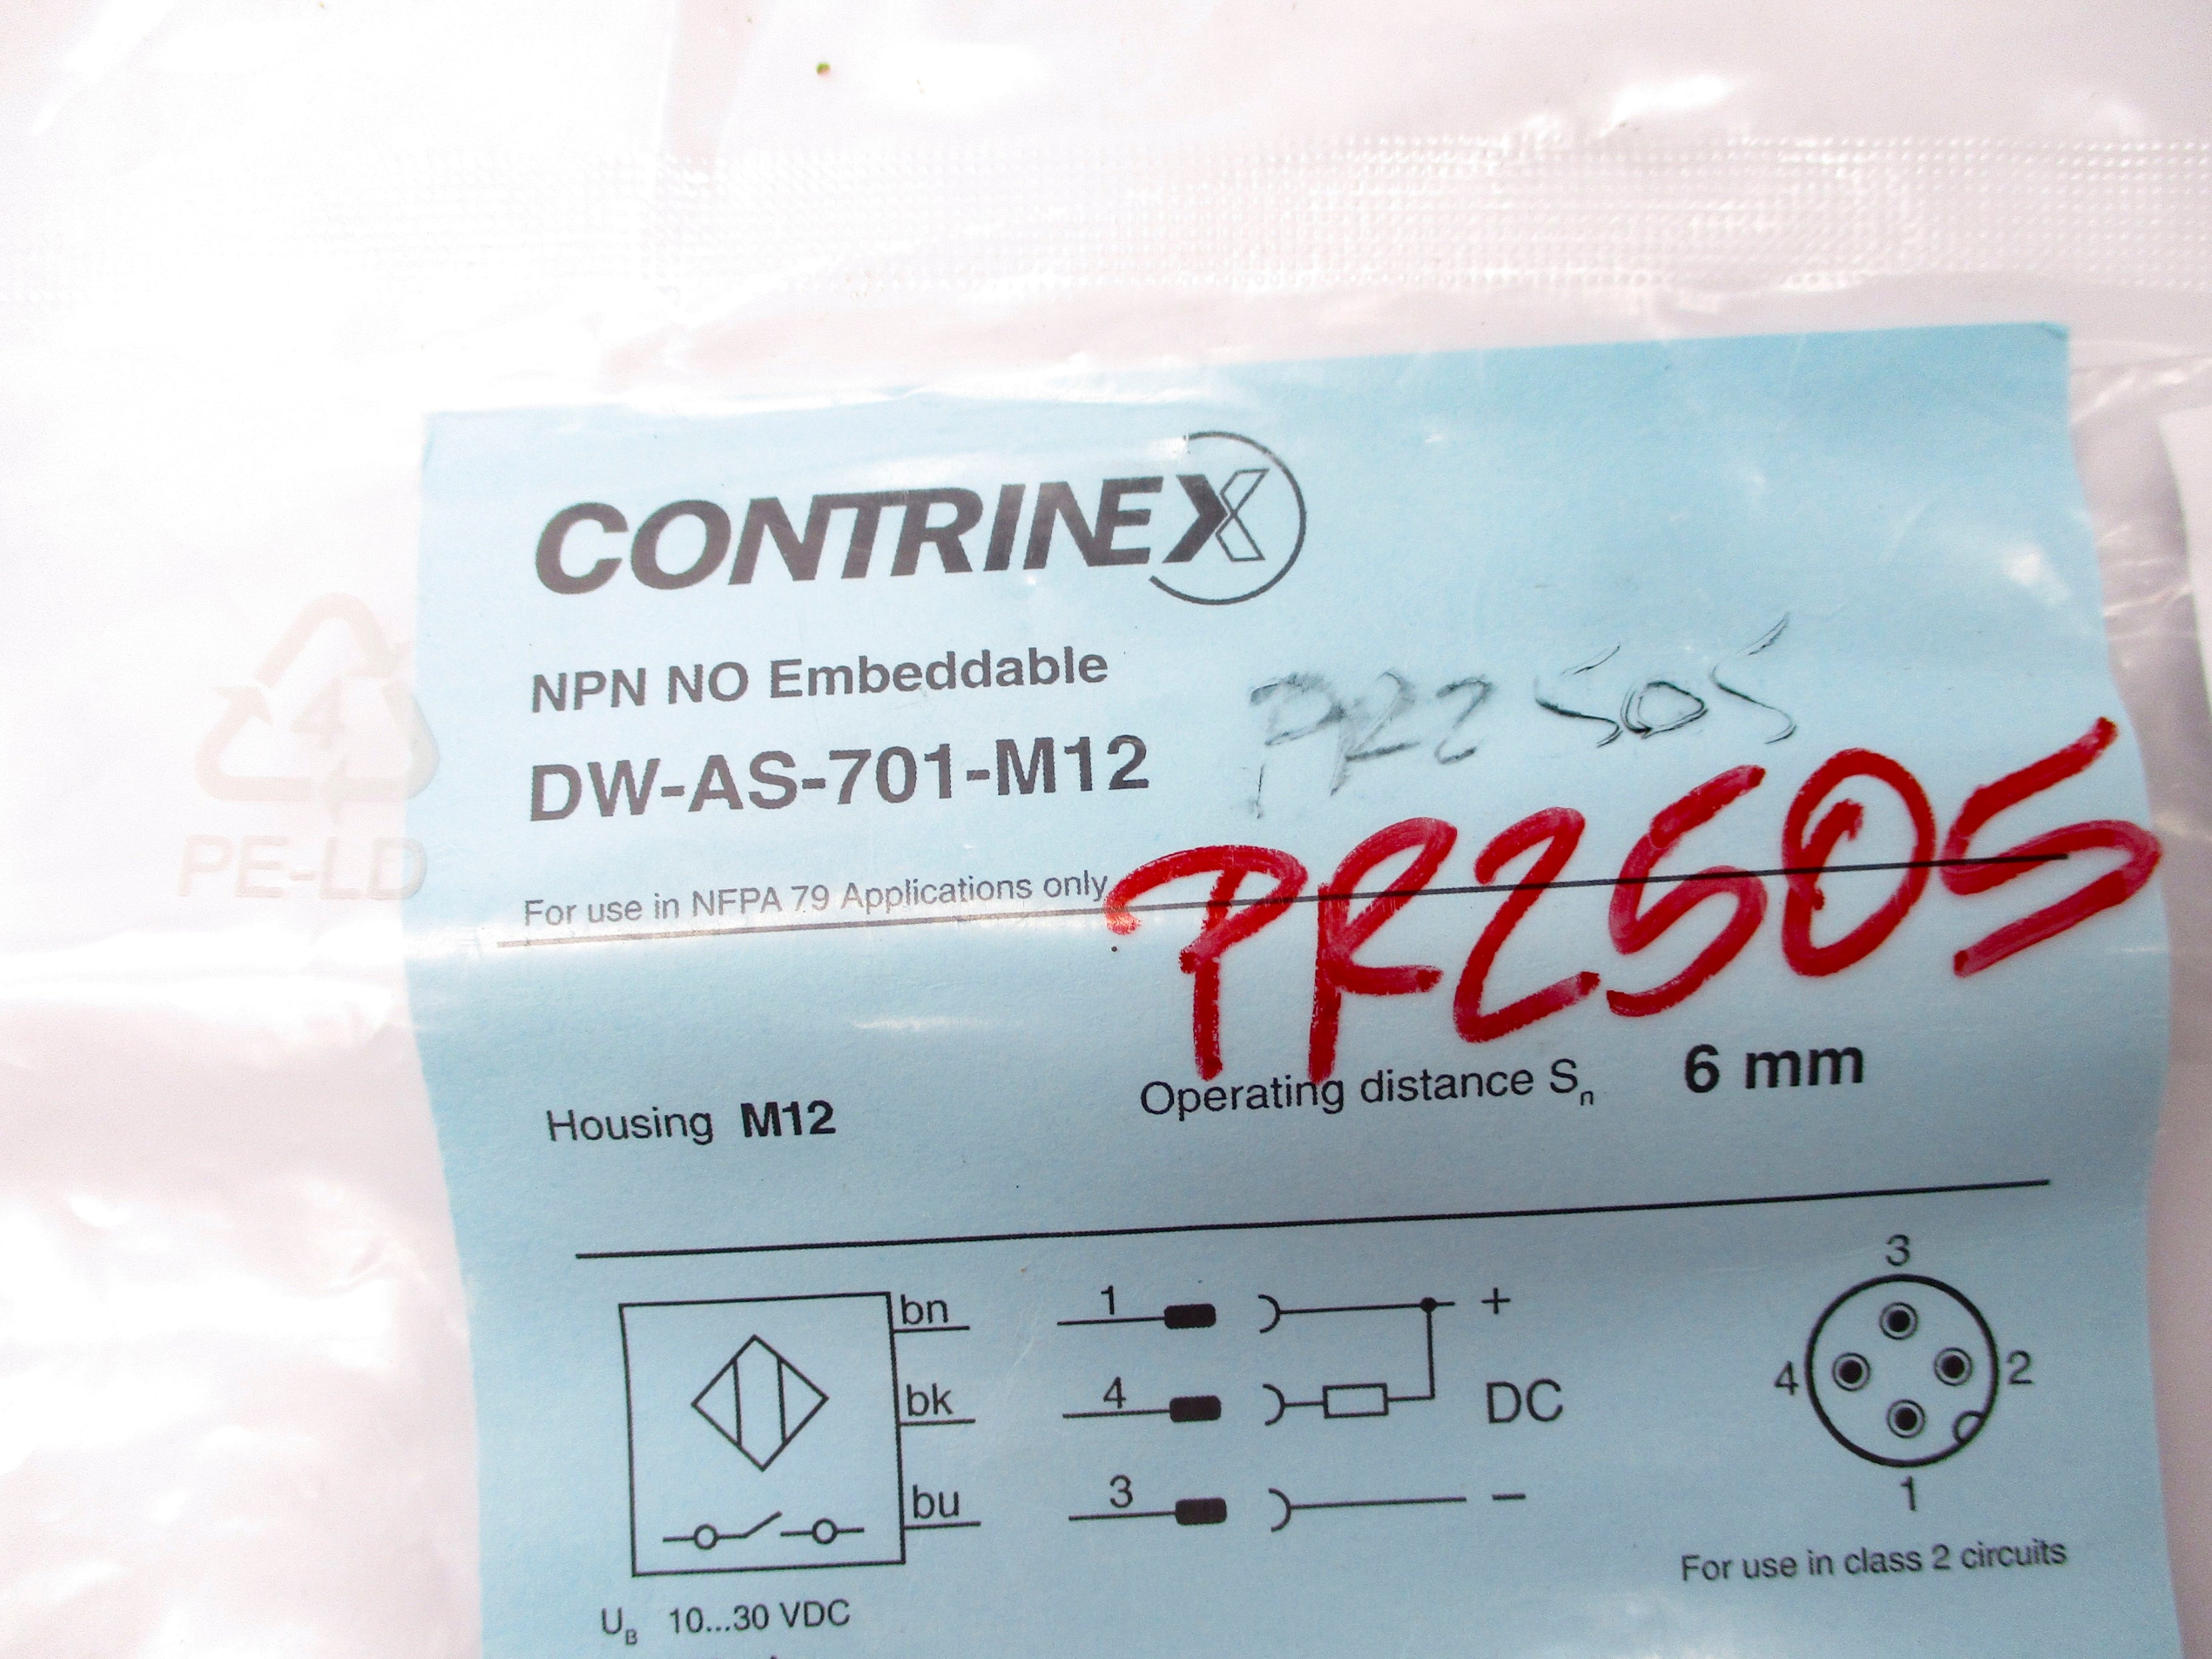 CONTRINEX
NPN NO Embeddable
PR2505
DW-AS-701-M12
PR2505
For use in NFPA 79 Applications only
Housing M12 Operating distance Sn 6 mm
4
PE-LD
bn 1 +
bk 4 DC
bu 3 −
3
4 2
1
For use in class 2 circuits
UB 10...30 VDC